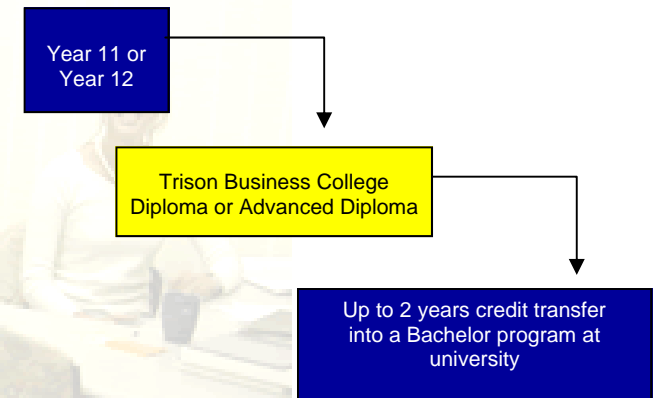 Year 11 or
Year 12
Trison Business College
Diploma or Advanced Diploma
Up to 2 years credit transfer
into a Bachelor program at
university